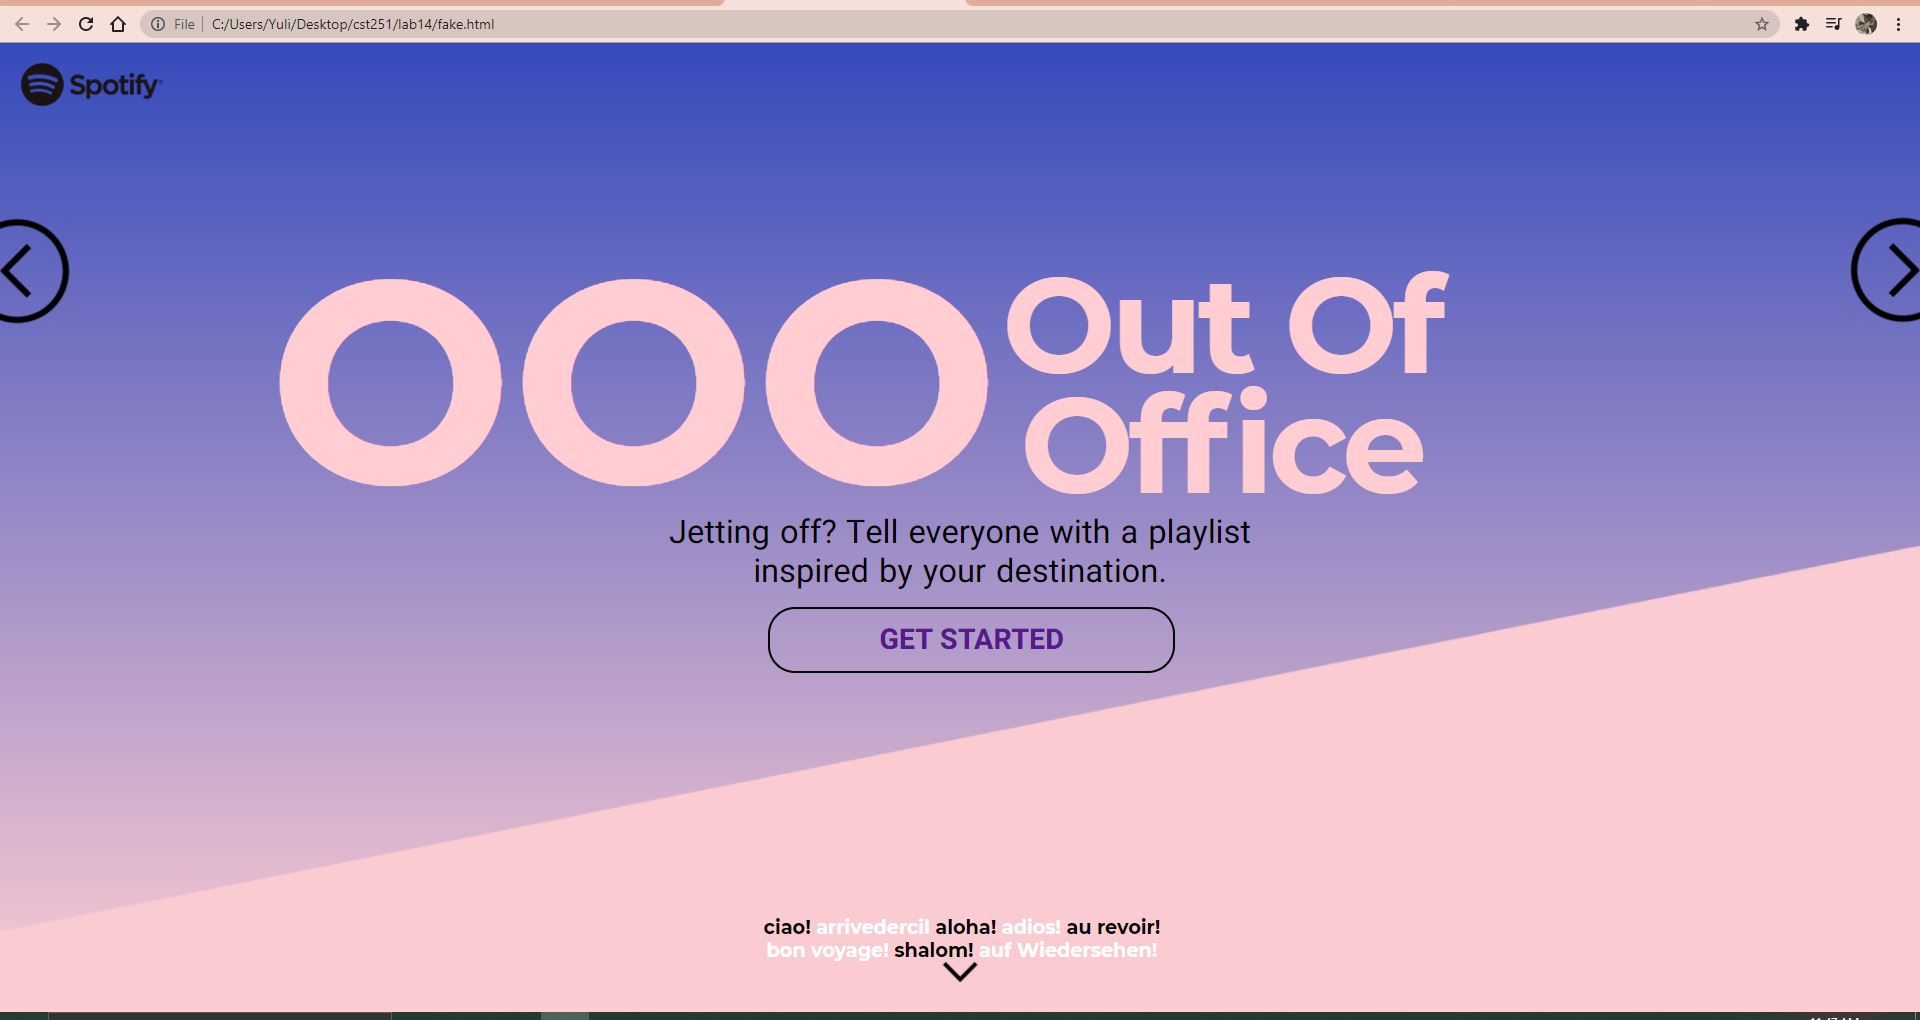 File C:/Users/Yuli/Desktop/cst251/lab14/fake.html
Spotify
OOO Out Of
Office
Jetting off? Tell everyone with a playlist
inspired by your destination.
GET STARTED
ciao! arrivedercil aloha! adios! au revoir!
bon voyage! shalom! auf Wiedersehen!